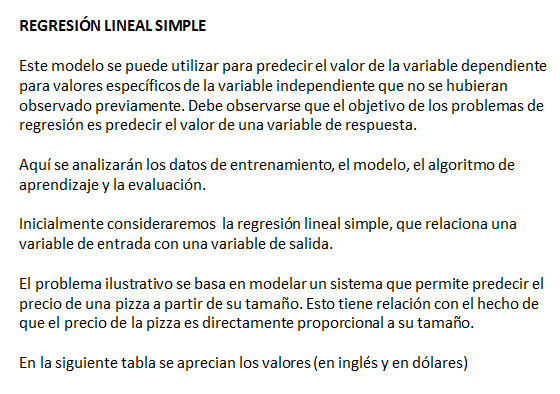 REGRESIÓN LINEAL SIMPLE
Este modelo se puede utilizar para predecir el valor de la variable dependiente
para valores específicos de la variable independiente que no se hubieran
observado previamente. Debe observarse que el objetivo de los problemas de
regresión es predecir el valor de una variable de respuesta.
Aquí se analizarán los datos de entrenamiento, el modelo, el algoritmo de
aprendizaje y la evaluación.
Inicialmente consideraremos la regresión lineal simple, que relaciona una
variable de entrada con una variable de salida.
El problema ilustrativo se basa en modelar un sistema que permite predecir el
precio de una pizza a partir de su tamaño. Esto tiene relación con el hecho de
que el precio de la pizza es directamente proporcional a su tamaño.
En la siguiente tabla se aprecian los valores (en inglés y en dólares)